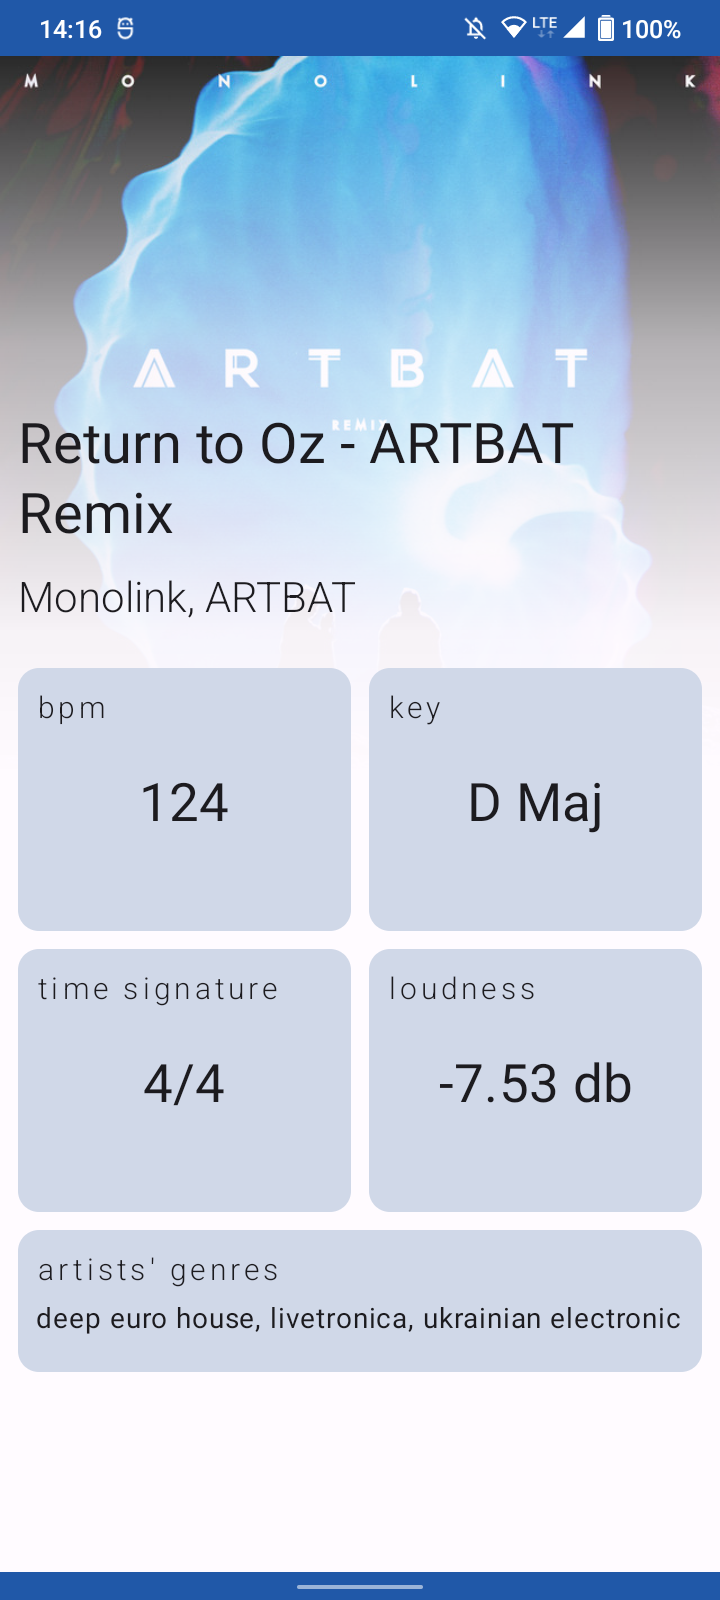 14:16 LTE 100%
M O N O L I N K
A R T B A T
REMIX
Return to Oz - ARTBAT
Remix
Monolink, ARTBAT
bpm key
124 D Maj
time signature loudness
4/4 -7.53 db
artists' genres
deep euro house, livetronica, ukrainian electronic